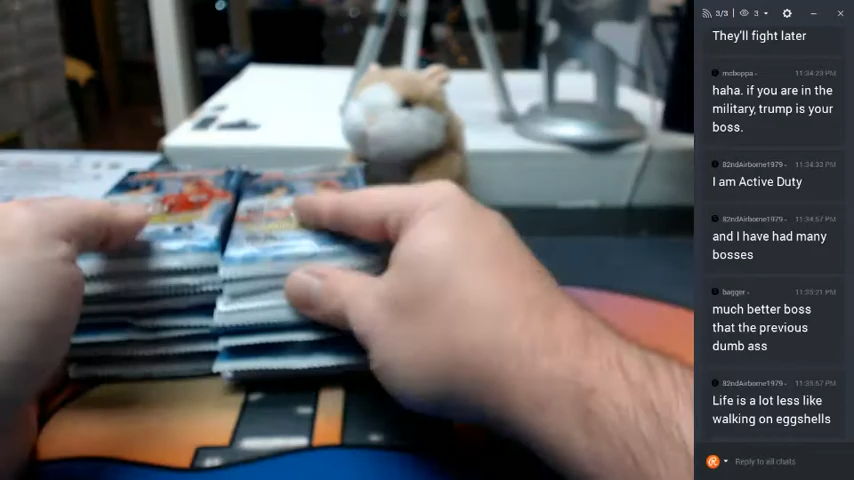 3/3
3
They'll fight later
moboppa - 11:34:23 PM
haha. if you are in the
military, trump is your
boss.
82ndAirborne1979 - 11:34:33 PM
I am Active Duty
82ndAirborne1979 - 11:34:57 PM
and I have had many
bosses
bagger - 11:35:21 PM
much better boss
that the previous
dumb ass
82ndAirborne1979 - 11:35:57 PM
Life is a lot less like
walking on eggshells
Reply to all chats